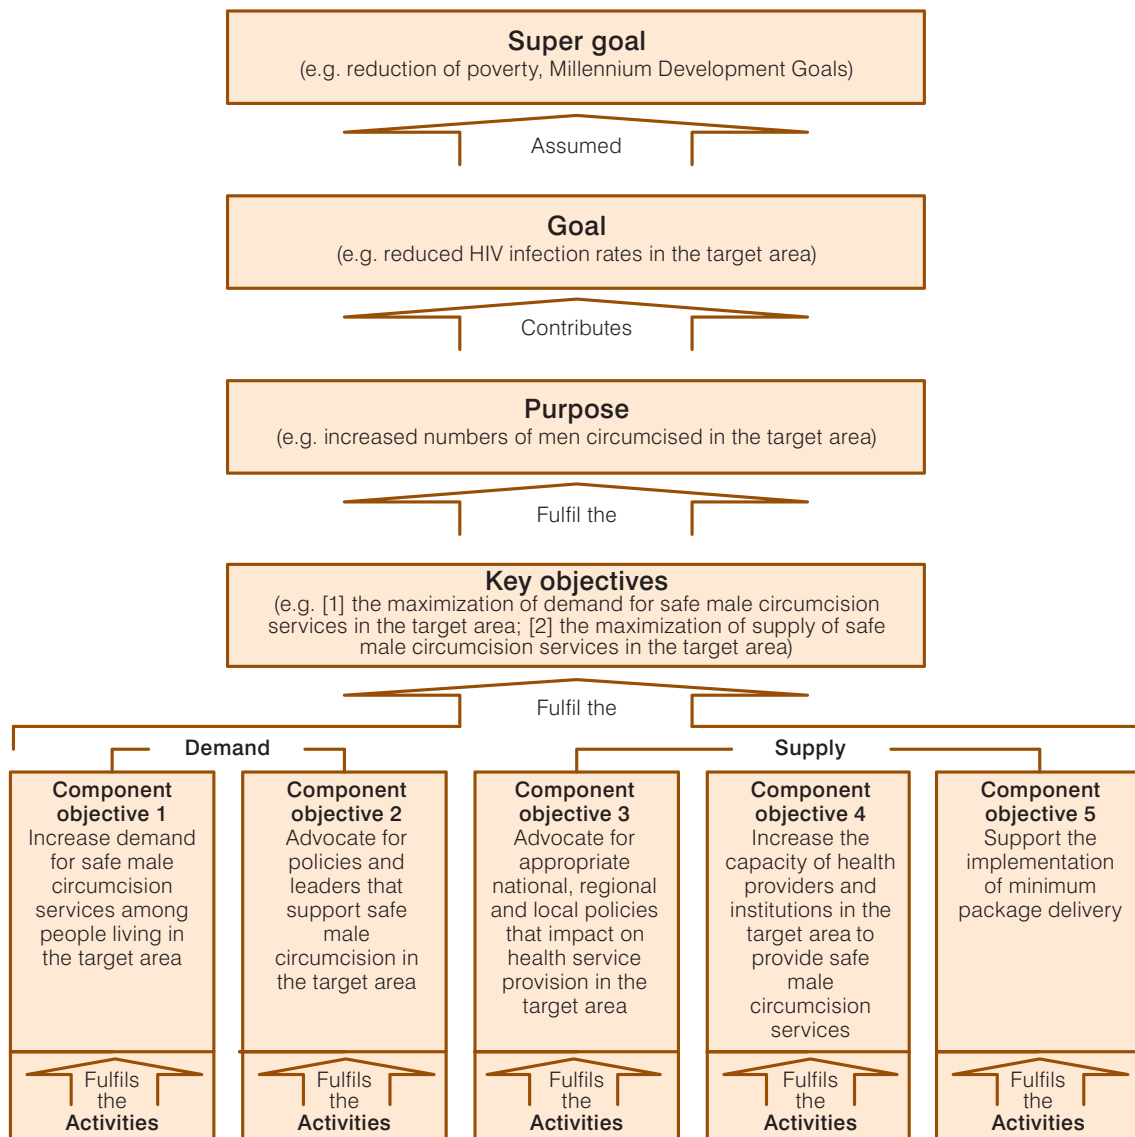 Super goal
(e.g. reduction of poverty, Millennium Development Goals)
Assumed
Goal
(e.g. reduced HIV infection rates in the target area)
Contributes
Purpose
(e.g. increased numbers of men circumcised in the target area)
Fulfil the
Key objectives
(e.g. [1] the maximization of demand for safe male circumcision
services in the target area; [2] the maximization of supply of safe
male circumcision services in the target area)
Fulfil the
Demand
Supply
Component
objective 1
Increase demand
for safe male
circumcision
services among
people living in
the target area
Component
objective 2
Advocate for
policies and
leaders that
support safe
male
circumcision in
the target area
Component
objective 3
Advocate for
appropriate
national, regional
and local policies
that impact on
health service
provision in the
target area
Component
objective 4
Increase the
capacity of health
providers and
institutions in the
target area to
provide safe
male
circumcision
services
Component
objective 5
Support the
implementation
of minimum
package delivery
Fulfils
the
Activities
Fulfils
the
Activities
Fulfils
the
Activities
Fulfils
the
Activities
Fulfils
the
Activities